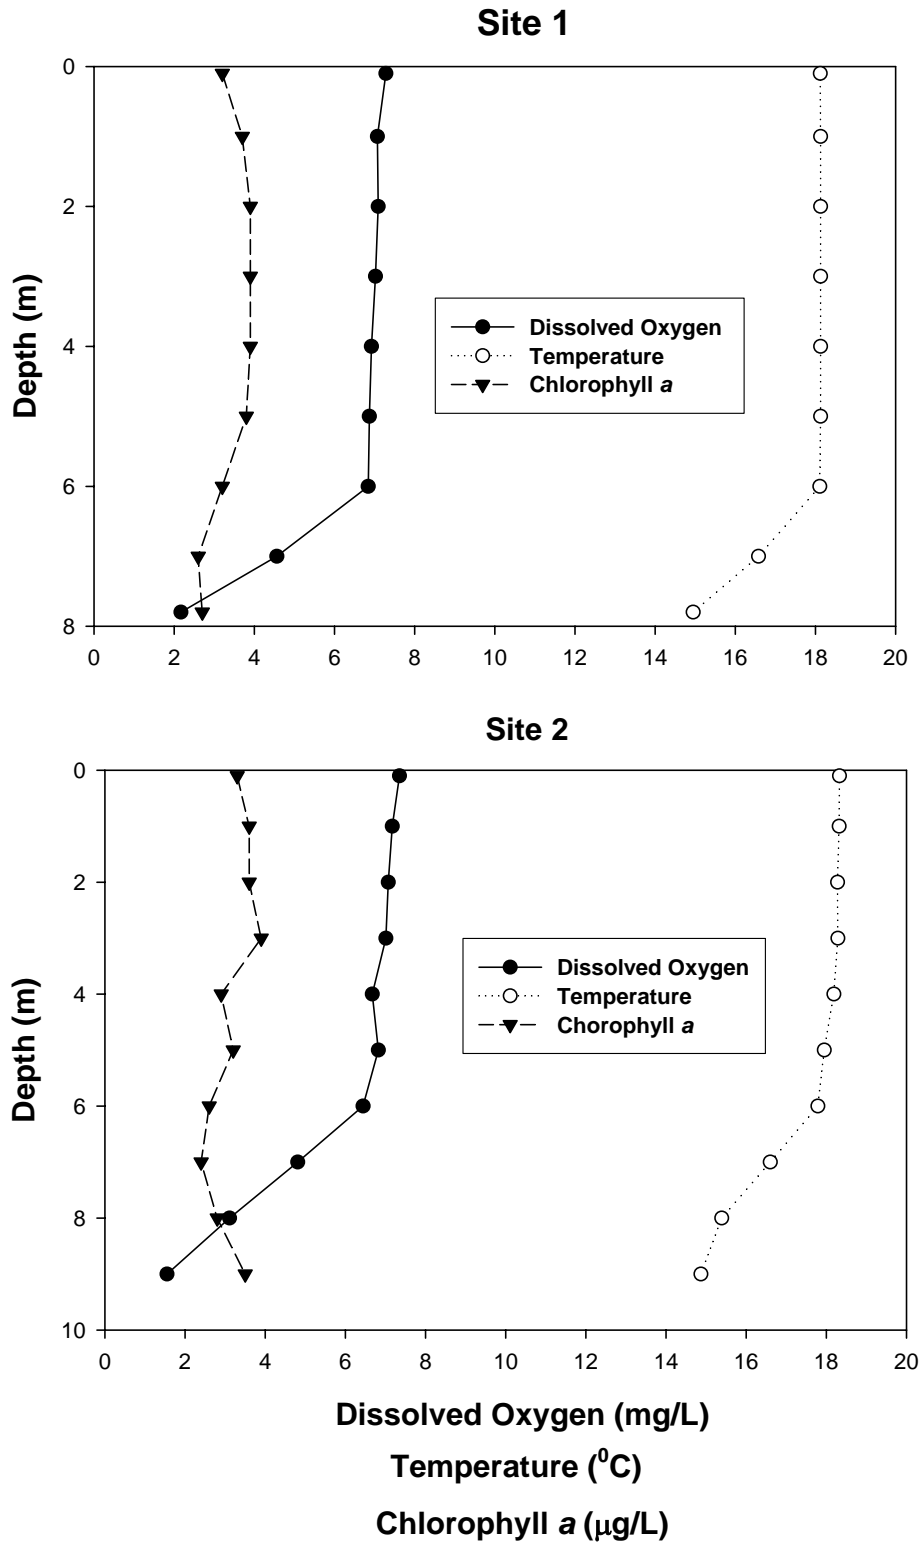 Site 1
Depth (m)
0
2
4
6
8
Dissolved Oxygen
Temperature
Chlorophyll a
0 2 4 6 8 10 12 14 16 18 20
Site 2
Depth (m)
0
2
4
6
8
10
Dissolved Oxygen
Temperature
Chorophyll a
0 2 4 6 8 10 12 14 16 18 20
Dissolved Oxygen (mg/L)
Temperature (⁰C)
Chlorophyll a (μg/L)